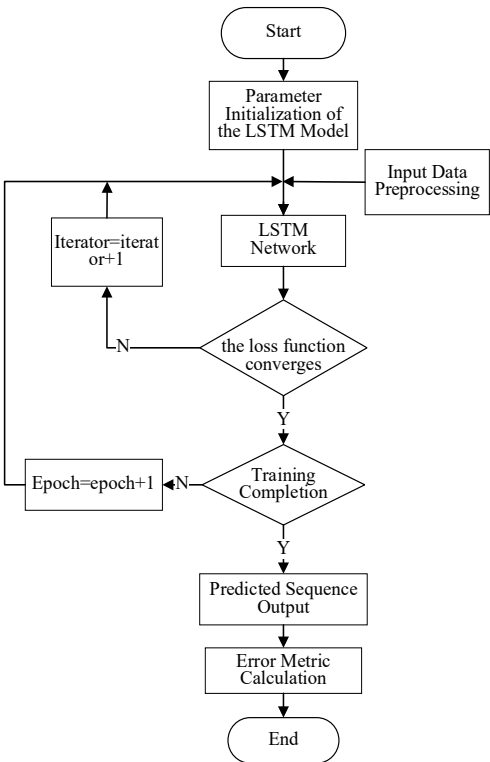 Start
Parameter
Initialization of
the LSTM Model
Input Data
Preprocessing
LSTM
Network
Iterator=iterat
or+1
the loss function
converges
N
Y
Training
Completion
N
Epoch=epoch+1
Y
Predicted Sequence
Output
Error Metric
Calculation
End